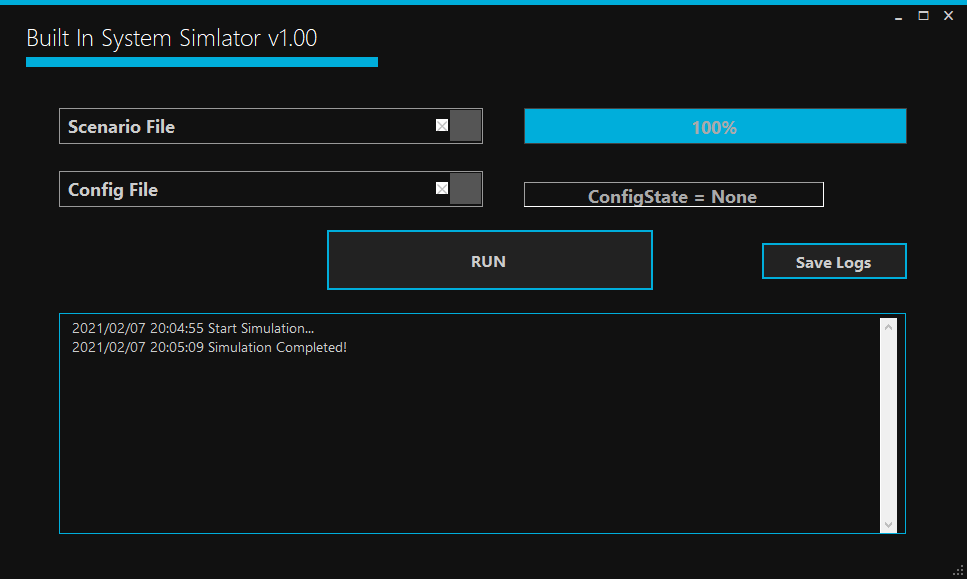 Built In System Simlator v1.00
Scenario File
100%
Config File
ConfigState = None
RUN
Save Logs
2021/02/07 20:04:55 Start Simulation...
2021/02/07 20:05:09 Simulation Completed!